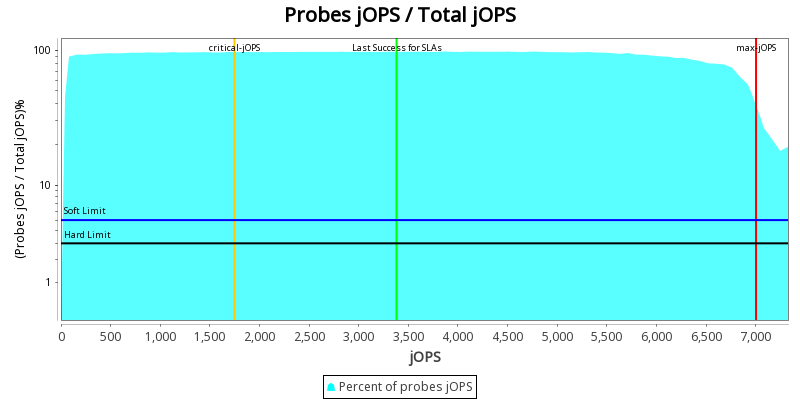 Probes jOPS / Total jOPS
(Probes jOPS / Total jOPS)%
100
10
1
critical-jOPS
Last Success for SLAs
max-jOPS
Soft Limit
Hard Limit
0 500 1,000 1,500 2,000 2,500 3,000 3,500 4,000 4,500 5,000 5,500 6,000 6,500 7,000
jOPS
Percent of probes jOPS